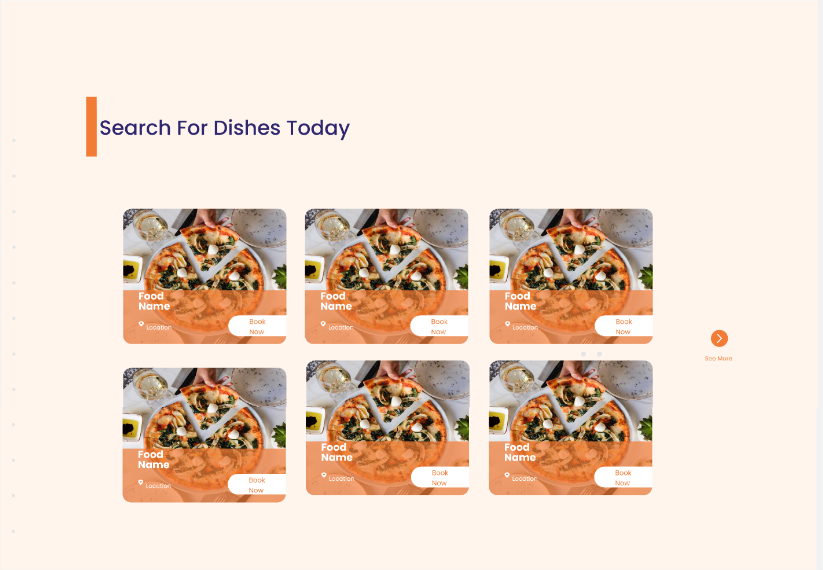 Search For Dishes Today
Food
Name
Location
Book
Now
Food
Name
Location
Book
Now
Food
Name
Location
Book
Now
See More
Food
Name
Location
Book
Now
Food
Name
Location
Book
Now
Food
Name
Location
Book
Now